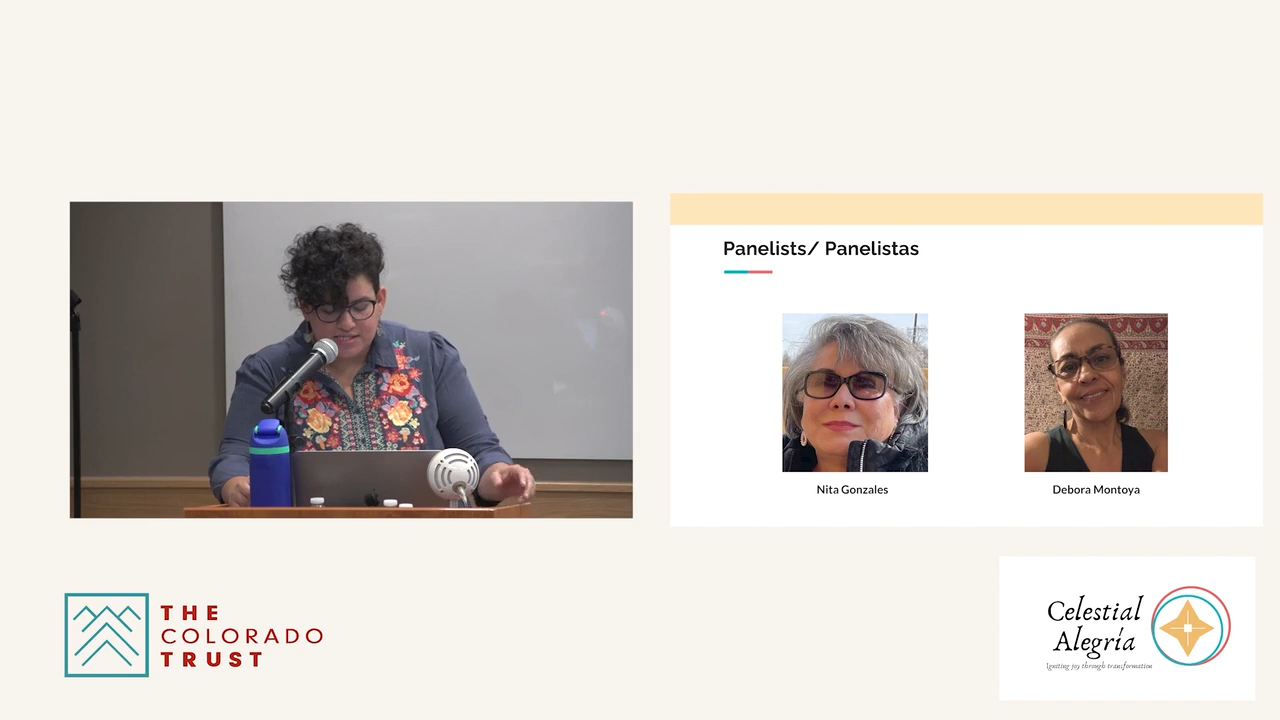 Panelists/ Panelistas
Nita Gonzales
Debora Montoya
THE
COLORADO
TRUST
Celestial
Alegría
Igniting joy through transformation